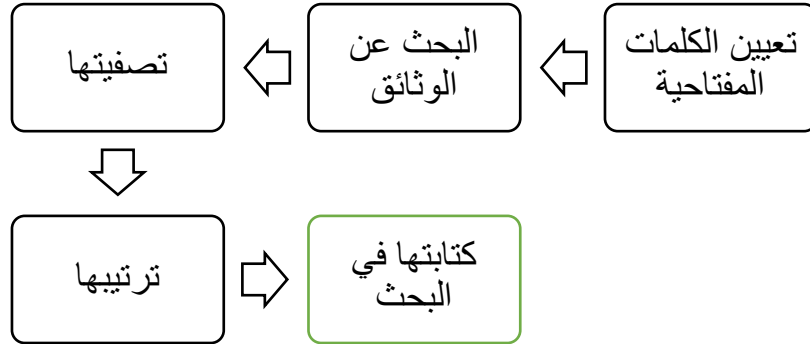 تعيين الكلمات
المفتاحية
البحث عن
الوثائق
تصفيتها
ترتيبها
كتابتها في
البحث